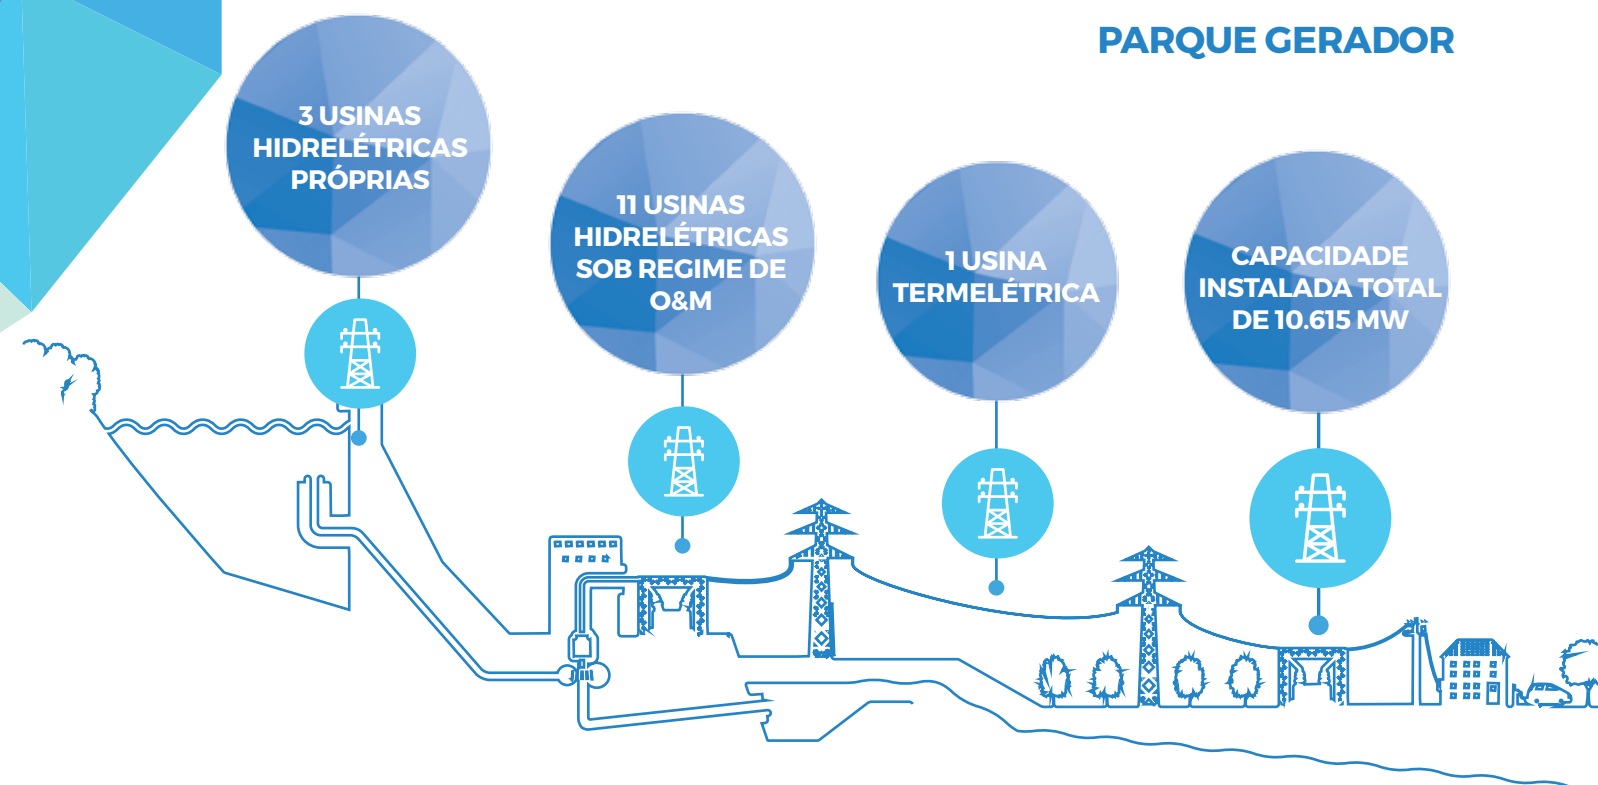 PARQUE GERADOR
3 USINAS
HIDRELÉTRICAS
PRÓPRIAS
11 USINAS
HIDRELÉTRICAS
SOB REGIME DE
O&M
1 USINA
TERMELÉTRICA
CAPACIDADE
INSTALADA TOTAL
DE 10.615 MW